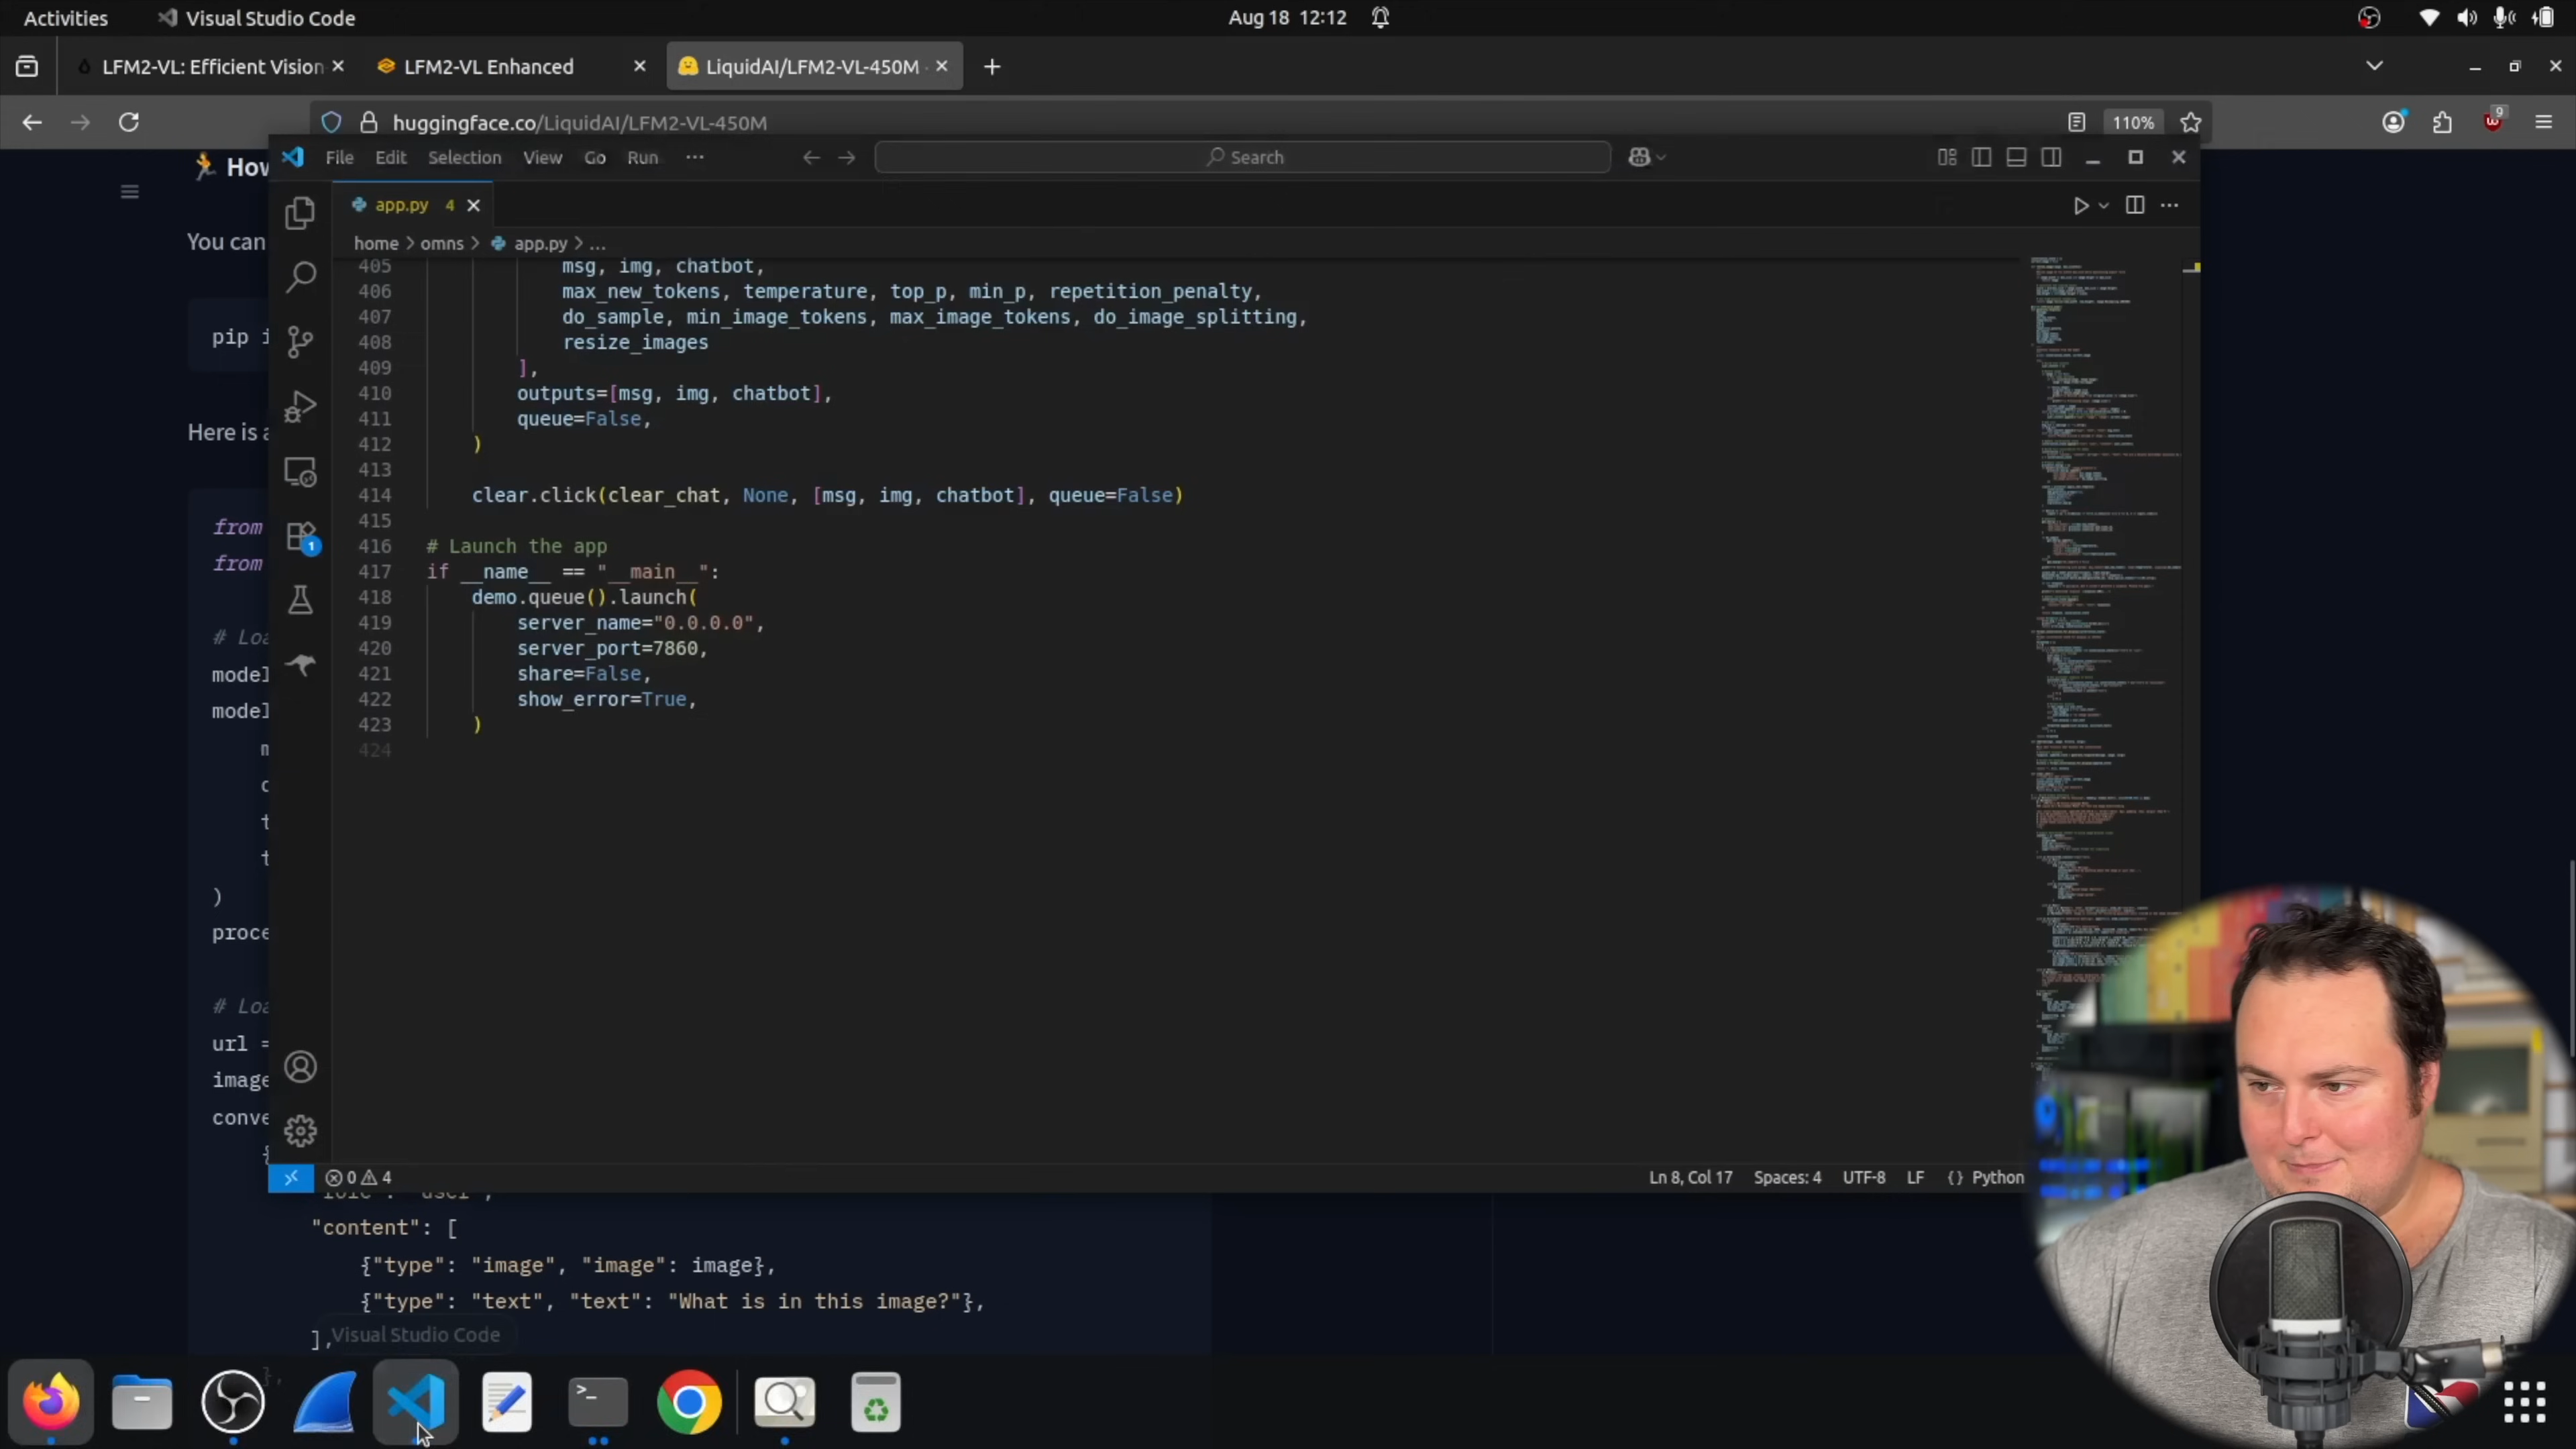 Activities
Visual Studio Code
Aug 18 12:12
LFM2-VL: Efficient Vision
LFM2-VL Enhanced
LiquidAI/LFM2-VL-450M
huggingface.co/LiquidAI/LFM2-VL-450M
110%
9
File Edit Selection View Go Run
Search
app.py 4
home > omns > app.py > ...
405 msg, img, chatbot,
406 max_new_tokens, temperature, top_p, min_p, repetition_penalty,
407 do_sample, min_image_tokens, max_image_tokens, do_image_splitting,
408 resize_images
409 ],
410 outputs=[msg, img, chatbot],
411 queue=False,
412 )
413
414 clear.click(clear_chat, None, [msg, img, chatbot], queue=False)
415
416 # Launch the app
417 if __name__ == "__main__":
418 demo.queue().launch(
419 server_name="0.0.0.0",
420 server_port=7860,
421 share=False,
422 show_error=True,
423 )
424
1
0 4
Ln 8, Col 17 Spaces: 4 UTF-8 LF {} Python
You can
pip i
Here is a
from
from
# Loa
model
model
)
proce
# Loa
url =
image
conve
{
"content": [
{"type": "image", "image": image},
{"type": "text", "text": "What is in this image?"},
],
Visual Studio Code